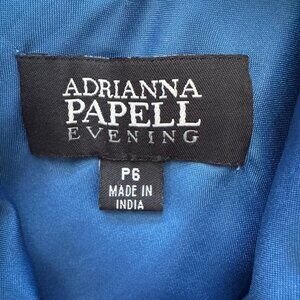 ADRIANNA
PAPELL
EVENING
P6
MADE IN
INDIA